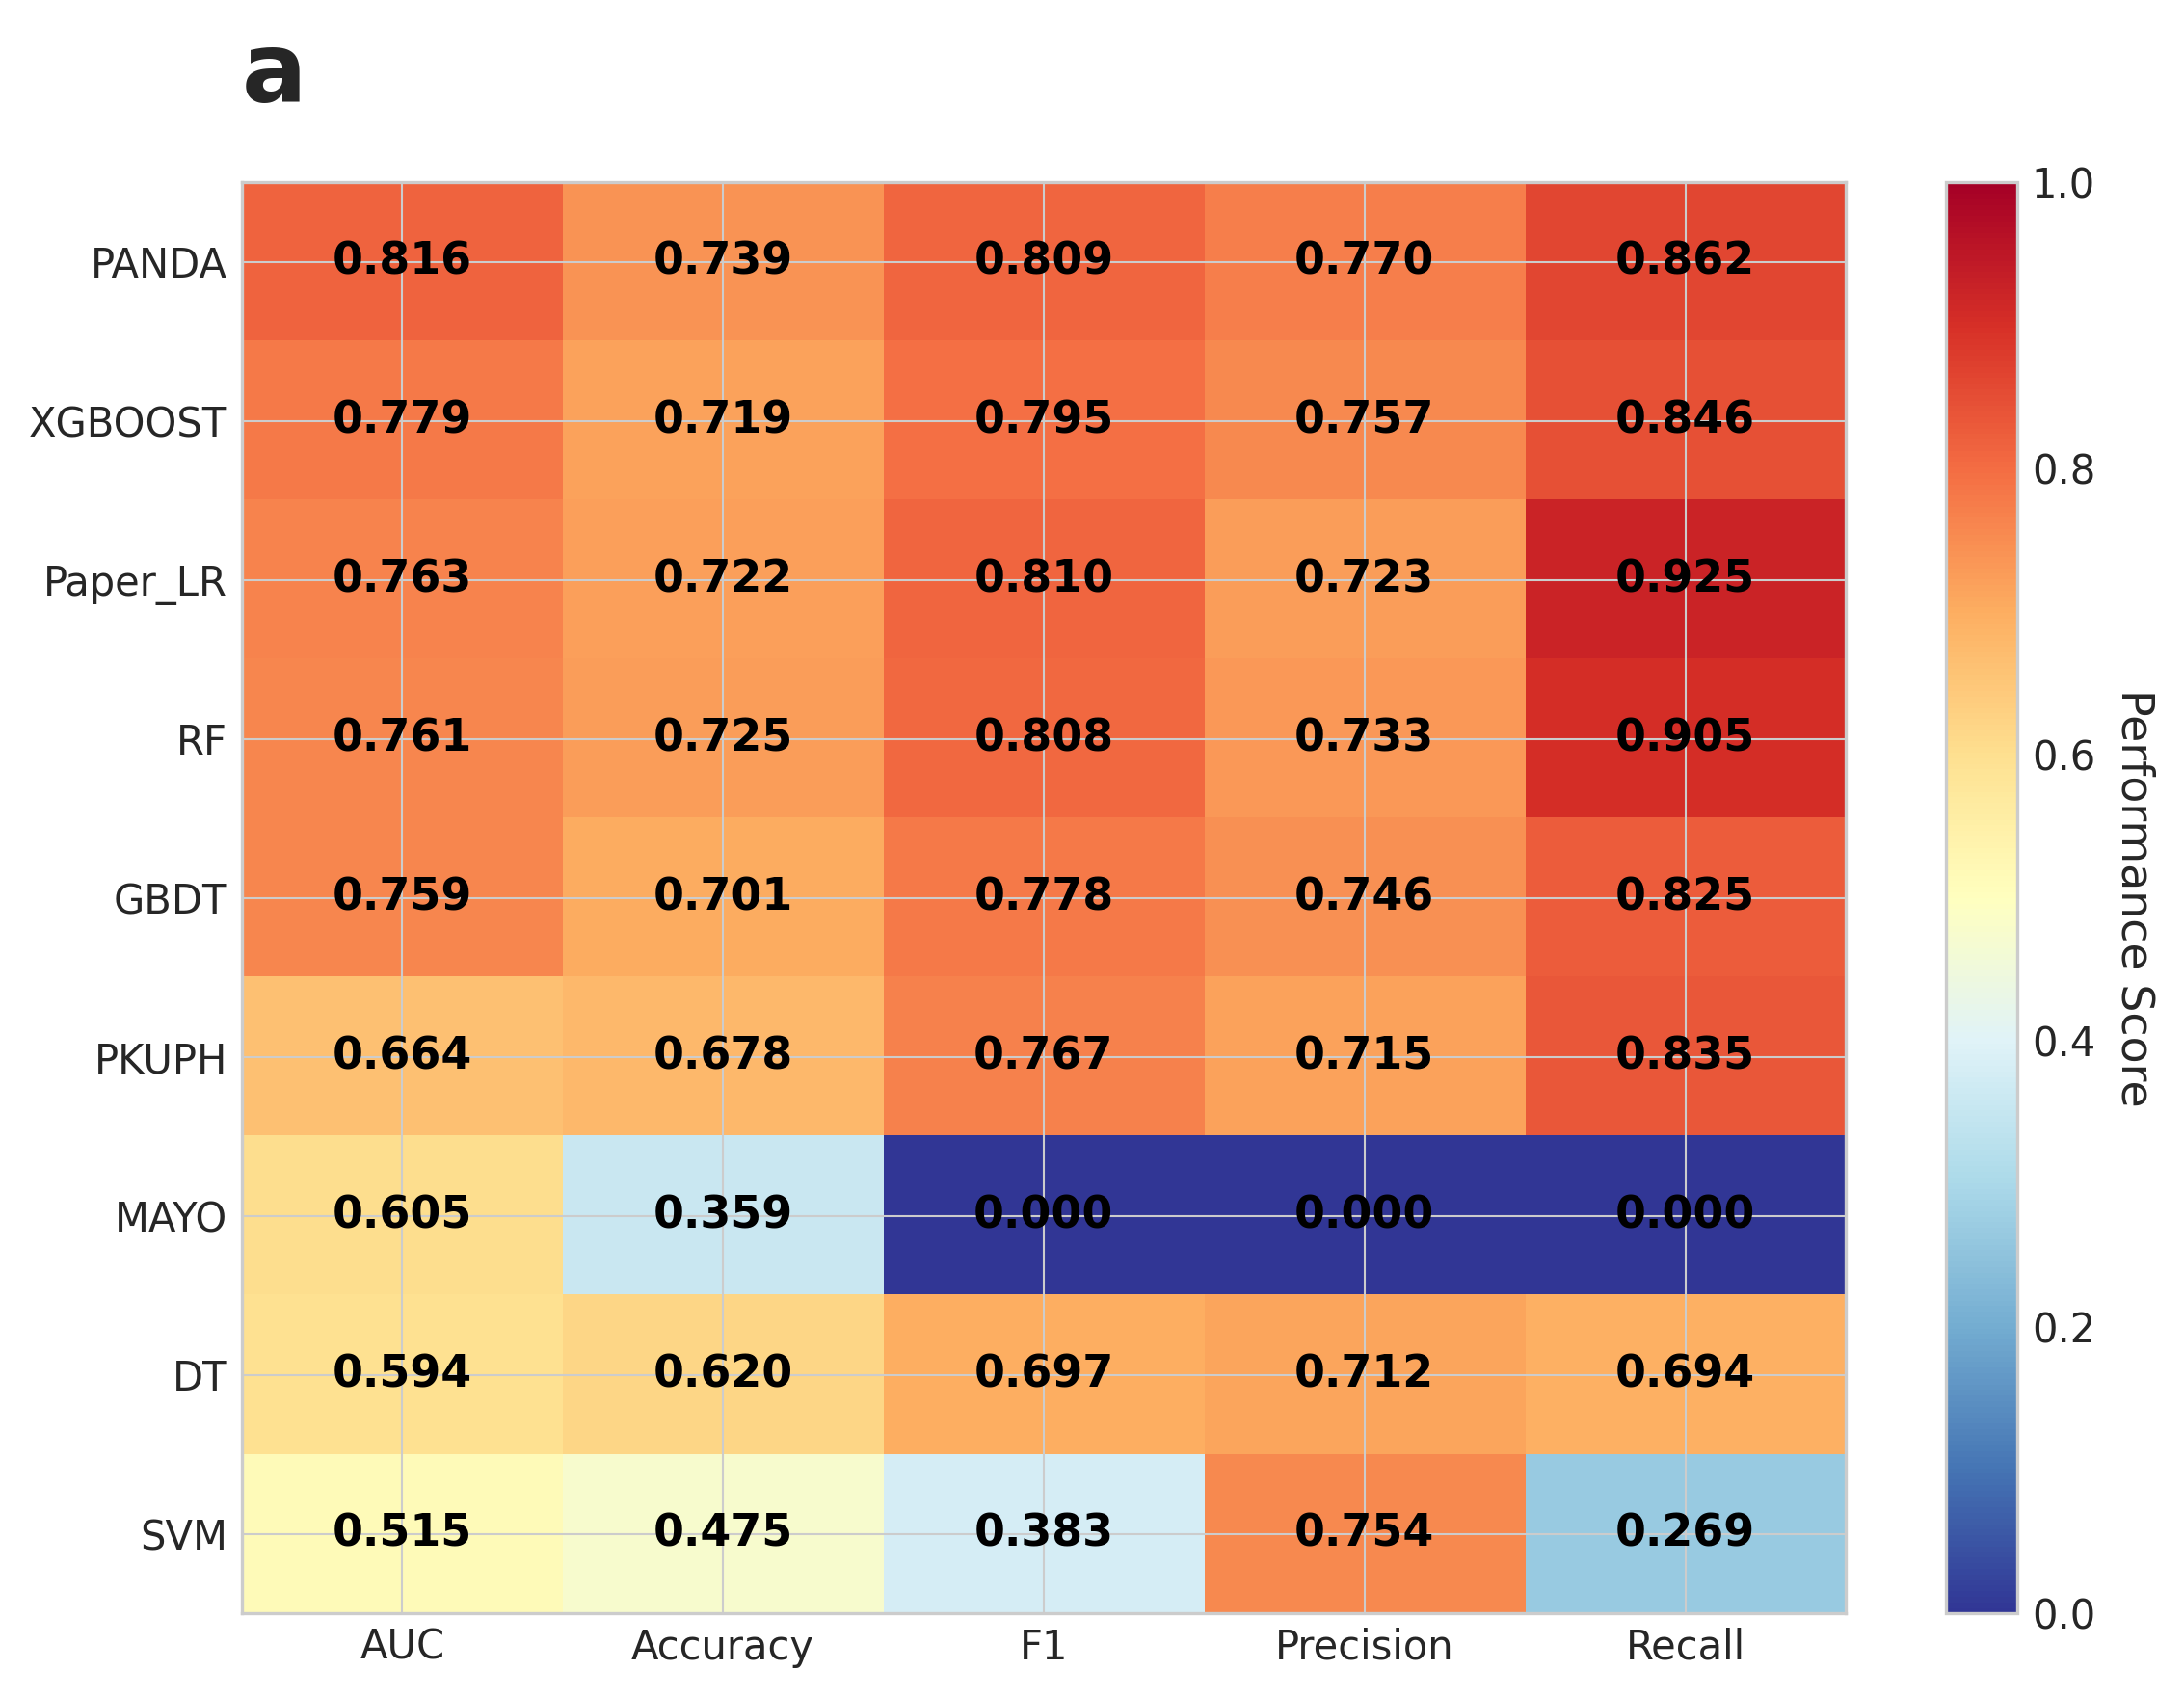 a
PANDA 0.816 0.739 0.809 0.770 0.862
XGBOOST 0.779 0.719 0.795 0.757 0.846
Paper_LR 0.763 0.722 0.810 0.723 0.925
RF 0.761 0.725 0.808 0.733 0.905
GBDT 0.759 0.701 0.778 0.746 0.825
PKUPH 0.664 0.678 0.767 0.715 0.835
MAYO 0.605 0.359 0.000 0.000 0.000
DT 0.594 0.620 0.697 0.712 0.694
SVM 0.515 0.475 0.383 0.754 0.269
AUC Accuracy F1 Precision Recall
1.0
0.8
0.6
0.4
0.2
0.0
Performance Score